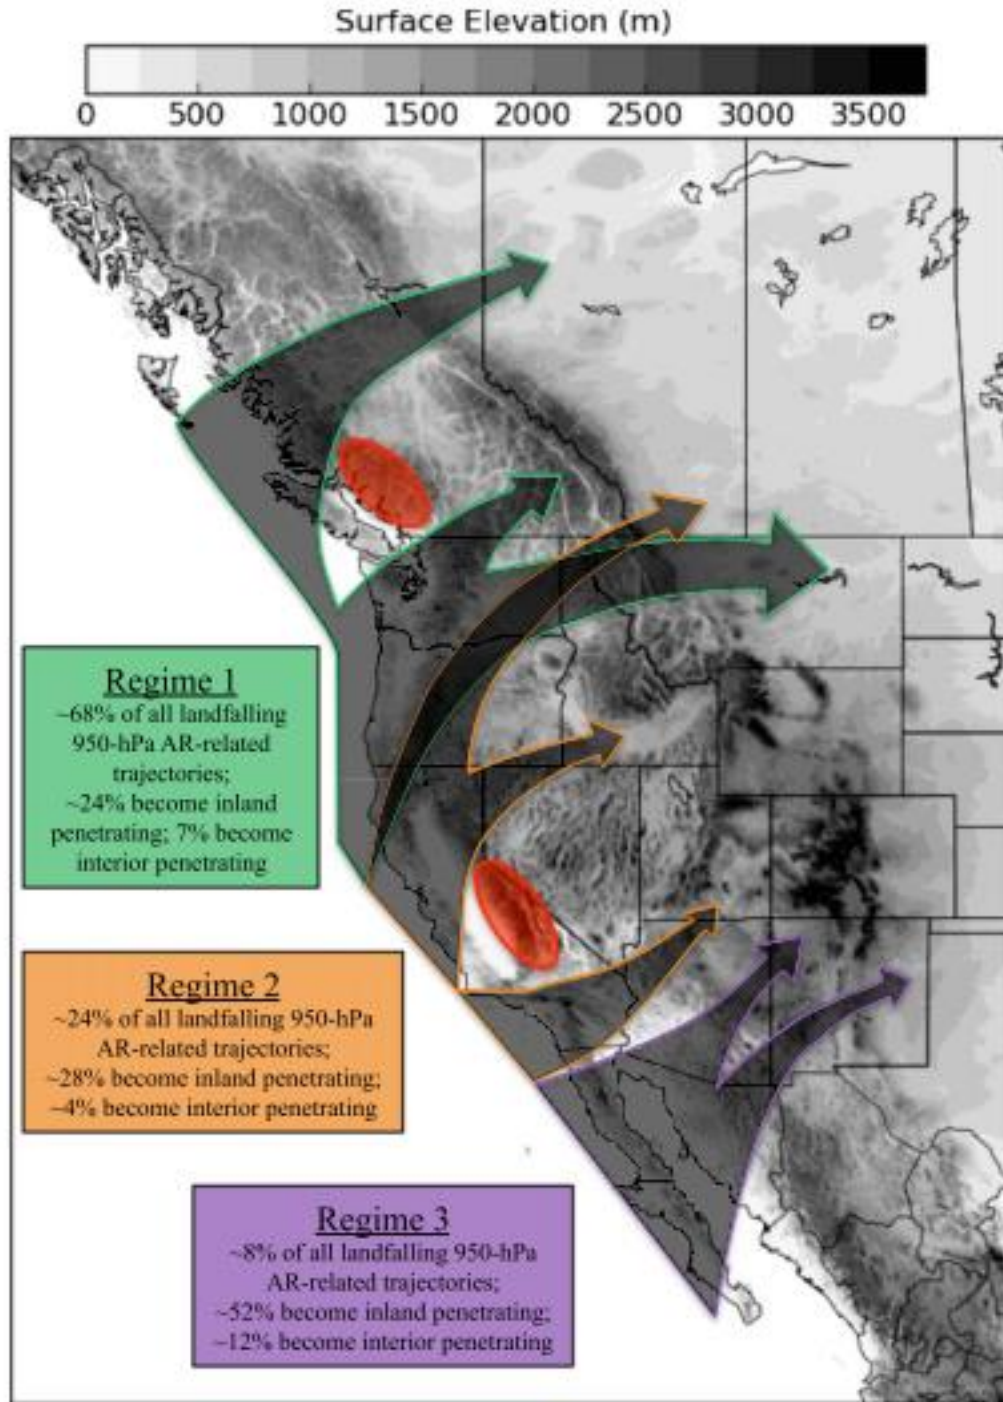 Surface Elevation (m)
0 500 1000 1500 2000 2500 3000 3500
Regime 1
~68% of all landfalling
950-hPa AR-related
trajectories;
~24% become inland
penetrating; 7% become
interior penetrating
Regime 2
~24% of all landfalling 950-hPa
AR-related trajectories;
~28% become inland penetrating;
~4% become interior penetrating
Regime 3
~8% of all landfalling 950-hPa
AR-related trajectories;
~52% become inland penetrating;
~12% become interior penetrating